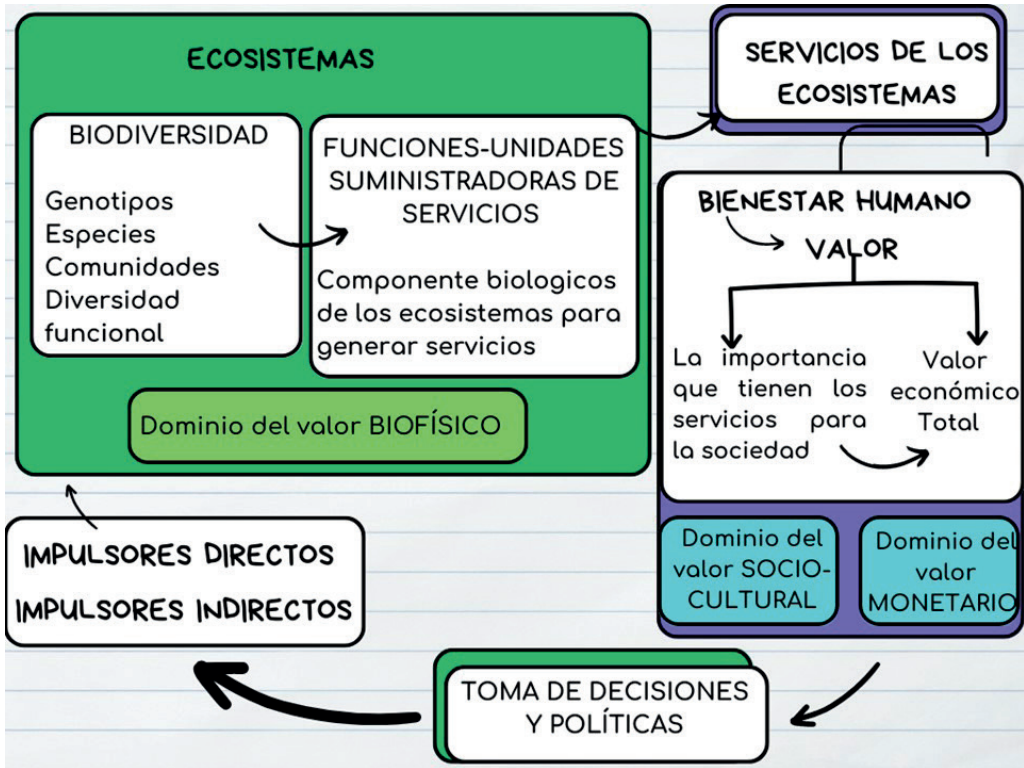 ECOSISTEMAS
BIODIVERSIDAD
Genotipos
Especies
Comunidades
Diversidad
funcional
FUNCIONES-UNIDADES
SUMINISTRADORAS DE
SERVICIOS
Componente biologicos
de los ecosistemas para
generar servicios
Dominio del valor BIOFÍSICO
SERVICIOS DE LOS
ECOSISTEMAS
BIENESTAR HUMANO
VALOR
La importancia
que tienen los
servicios para
la sociedad
Valor
económico
Total
Dominio del
valor SOCIO-
CULTURAL
Dominio del
valor
MONETARIO
IMPULSORES DIRECTOS
IMPULSORES INDIRECTOS
TOMA DE DECISIONES
Y POLÍTICAS